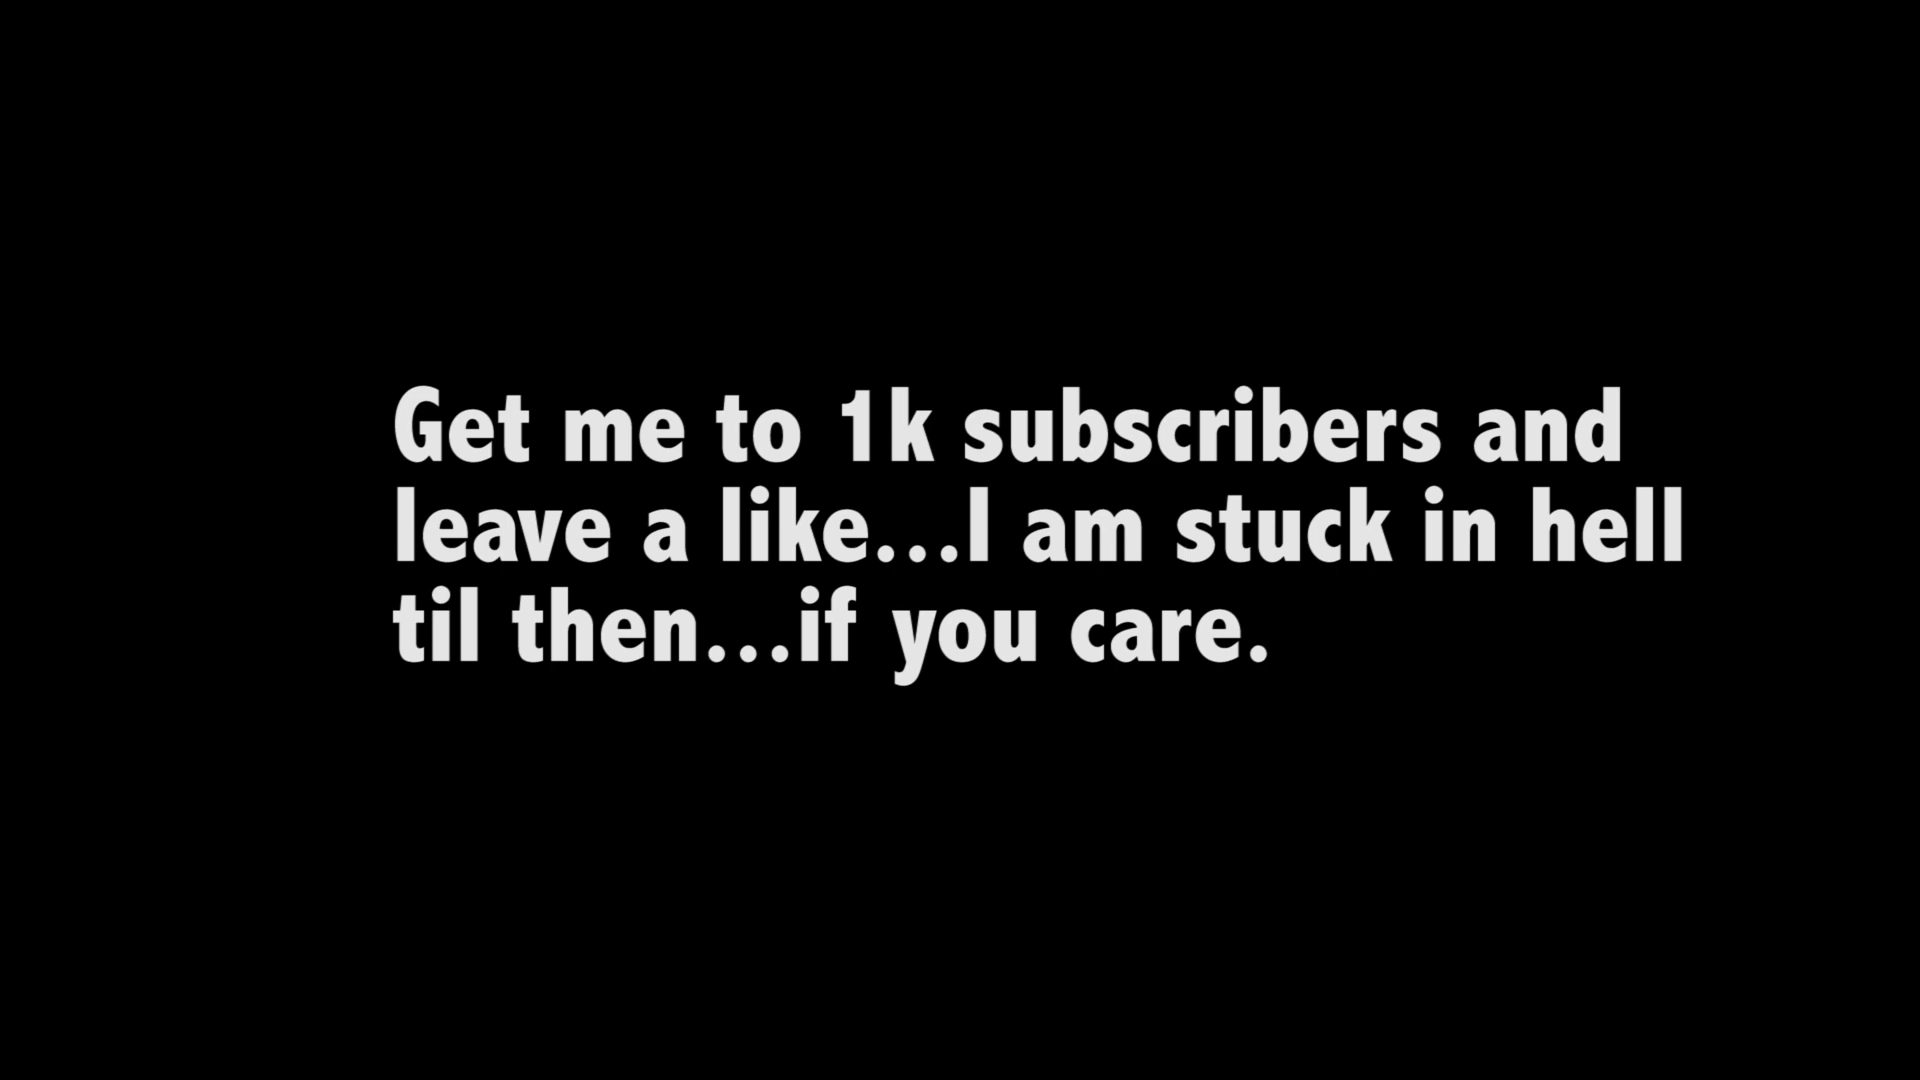 Get me to 1k subscribers and
leave a like...I am stuck in hell
til then...if you care.